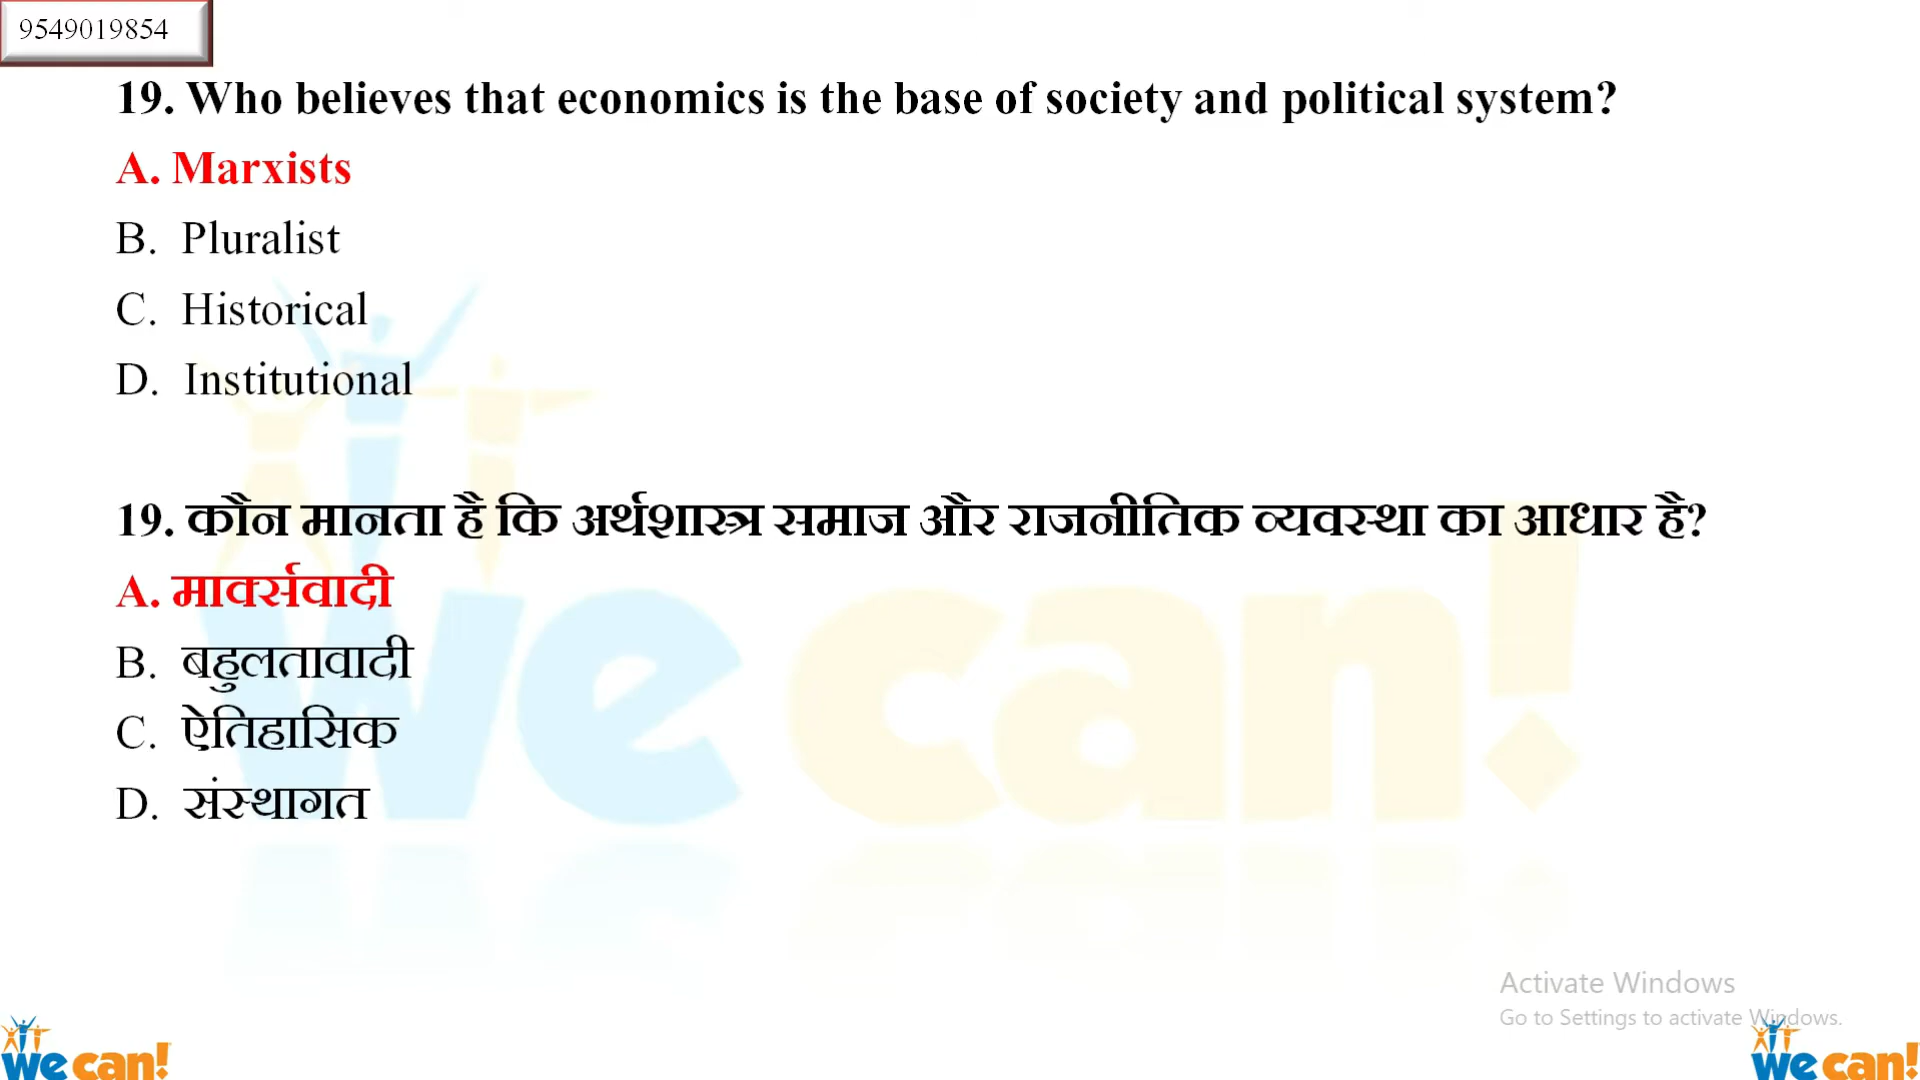 9549019854
19. Who believes that economics is the base of society and political system?
A. Marxists
B. Pluralist
C. Historical
D. Institutional
19. कौन मानता है कि अर्थशास्त्र समाज और राजनीतिक व्यवस्था का आधार है?
A. मार्क्सवादी
B. बहुलतावादी
C. ऐतिहासिक
D. संस्थागत
we can!
Activate Windows
Go to Settings to activate Windows.
we can!
we can!